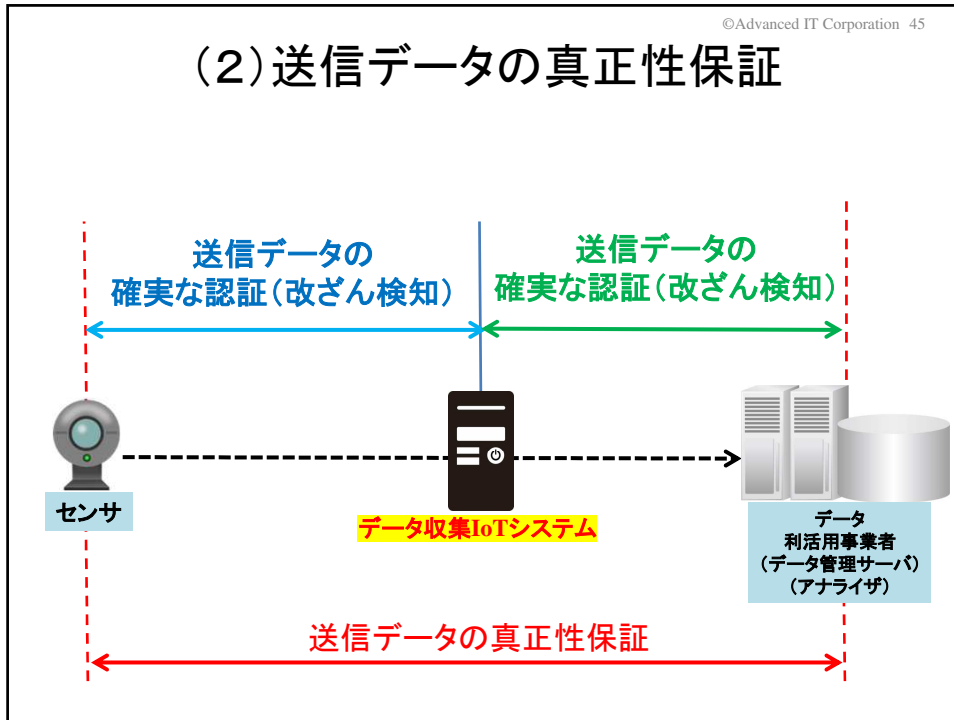 ©Advanced IT Corporation 45
（２）送信データの真正性保証
送信データの
確実な認証（改ざん検知）
送信データの
確実な認証（改ざん検知）
センサ
データ収集IoTシステム
データ
利活用事業者
（データ管理サーバ）
（アナライザ）
送信データの真正性保証